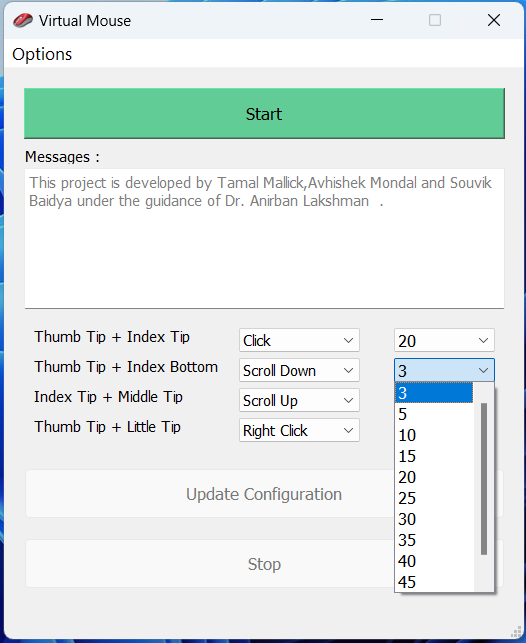 Virtual Mouse
Options
Start
Messages :
This project is developed by Tamal Mallick,Avhishek Mondal and Souvik
Baidya under the guidance of Dr. Anirban Lakshman .
Thumb Tip + Index Tip Click 20
Thumb Tip + Index Bottom Scroll Down 3
Index Tip + Middle Tip Scroll Up
Thumb Tip + Little Tip Right Click
3
5
10
15
20
25
30
35
40
45
Update Configuration
Stop